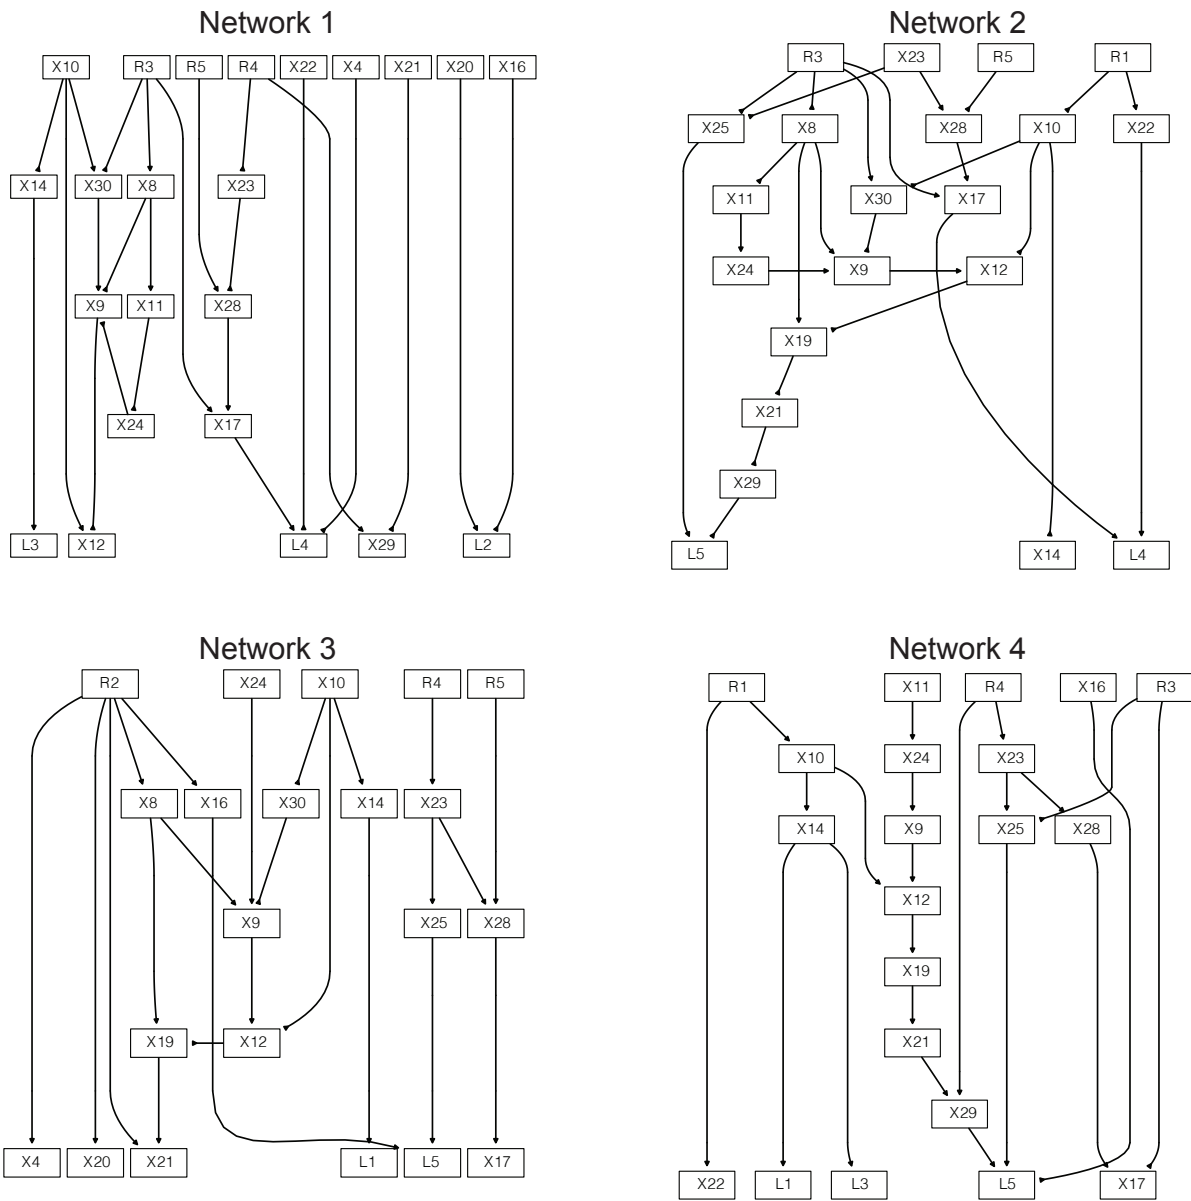 Network 1
X10 R3 R5 R4 X22 X4 X21 X20 X16
X14 X30 X8 X23
X9 X11 X28
X24 X17
L3 X12 L4 X29 L2
Network 2
R3 X23 R5 R1
X25 X8 X28 X10 X22
X11 X30 X17
X24 X9 X12
X19
X21
X29
L5 X14 L4
Network 3
R2 X24 X10 R4 R5
X8 X16 X30 X14 X23
X9 X25 X28
X19 X12
X4 X20 X21 L1 L5 X17
Network 4
R1 X11 R4 X16 R3
X10 X24 X23
X14 X9 X25 X28
X12
X19
X21
X29
X22 L1 L3 L5 X17